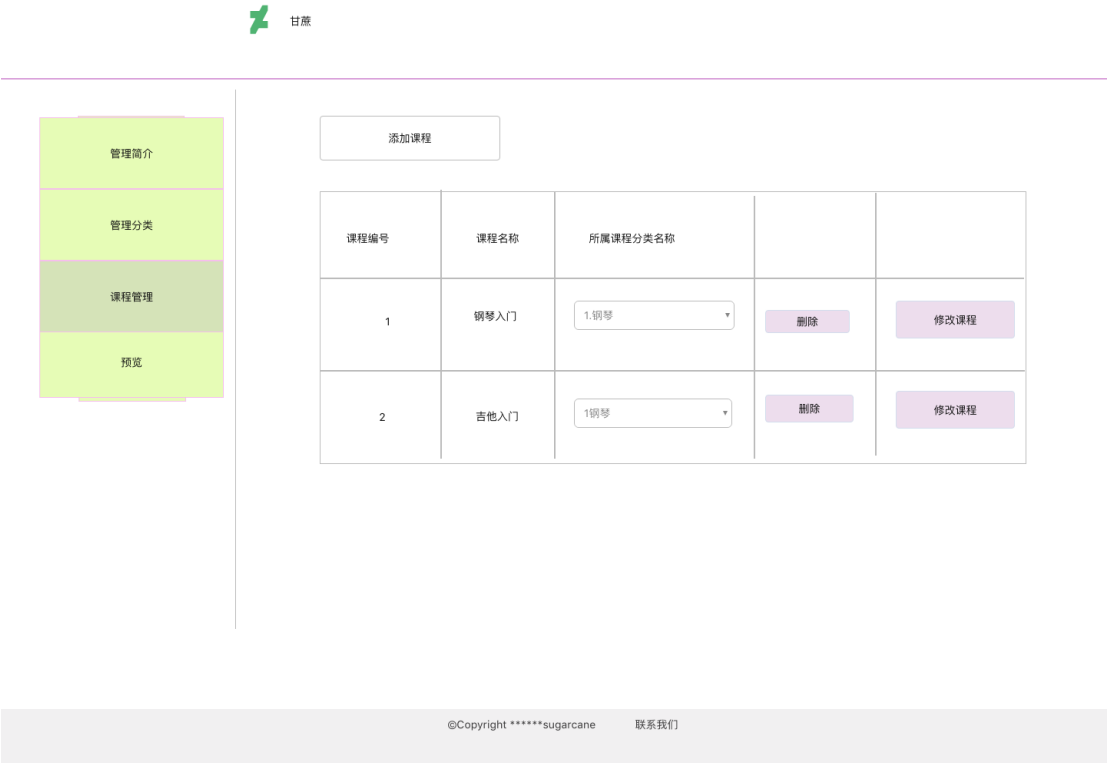 甘蔗
管理简介
管理分类
课程管理
预览
添加课程
课程编号 课程名称 所属课程分类名称
1 钢琴入门 1.钢琴 删除 修改课程
2 吉他入门 1钢琴 删除 修改课程
©Copyright ******sugarcane 联系我们